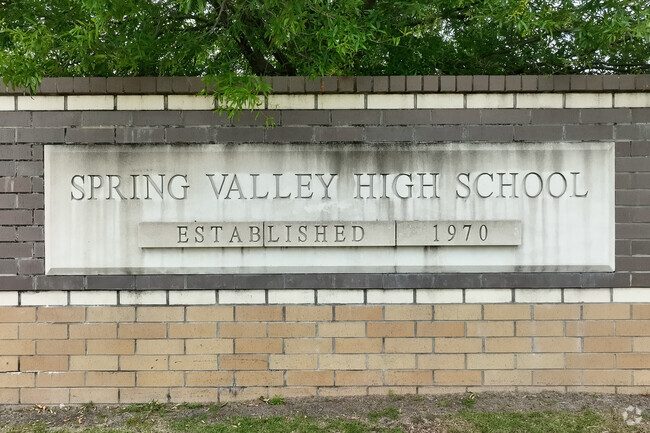 SPRING VALLEY HIGH SCHOOL
ESTABLISHED 1970